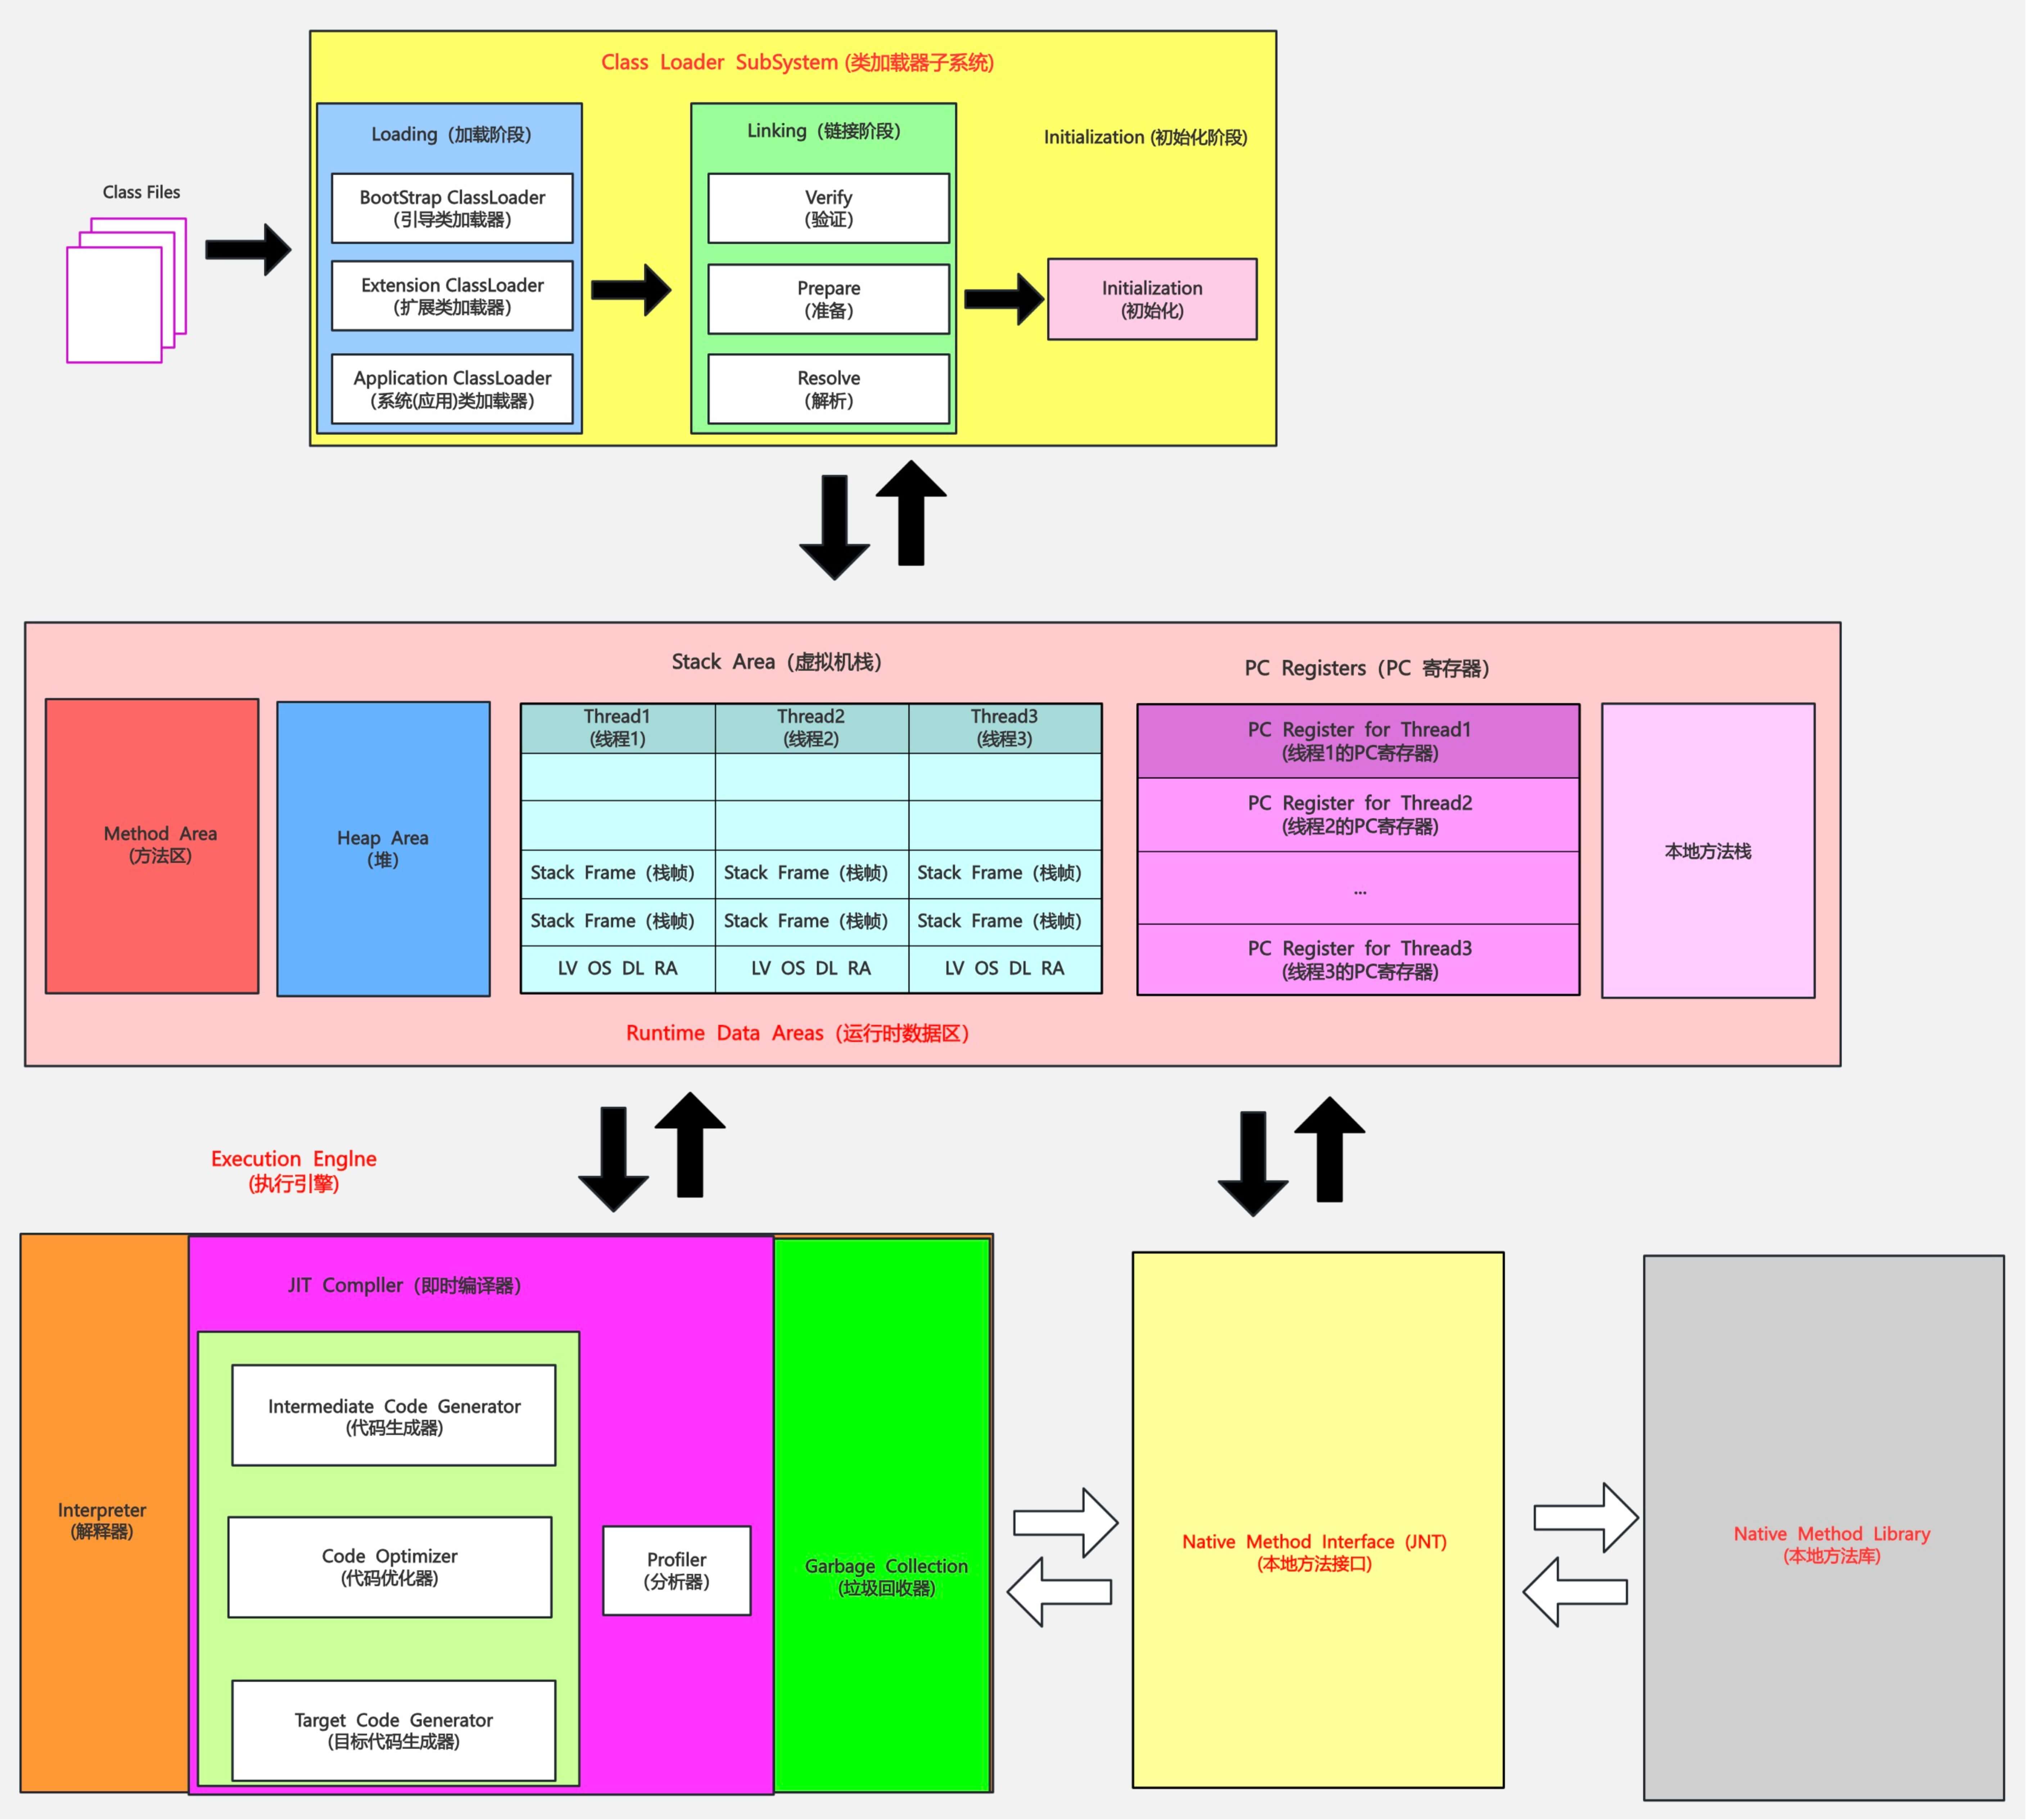 Class Loader SubSystem (类加载器子系统)
Loading（加载阶段）
Linking（链接阶段）
Initialization (初始化阶段)
Class Files
BootStrap ClassLoader
（引导类加载器）
Extension ClassLoader
（扩展类加载器）
Application ClassLoader
（系统(应用)类加载器）
Verify
（验证）
Prepare
（准备）
Resolve
（解析）
Initialization
(初始化)
Stack Area（虚拟机栈）
PC Registers（PC 寄存器）
Method Area
(方法区)
Heap Area
（堆）
Thread1
(线程1)
Thread2
(线程2)
Thread3
(线程3)
Stack Frame（栈帧）
Stack Frame（栈帧）
Stack Frame（栈帧）
Stack Frame（栈帧）
Stack Frame（栈帧）
Stack Frame（栈帧）
LV OS DL RA
LV OS DL RA
LV OS DL RA
PC Register for Thread1
(线程1的PC寄存器)
PC Register for Thread2
(线程2的PC寄存器)
...
PC Register for Thread3
(线程3的PC寄存器)
本地方法栈
Runtime Data Areas（运行时数据区）
Execution EngIne
(执行引擎)
JIT Compller（即时编译器）
Interpreter
(解释器)
Intermediate Code Generator
(代码生成器)
Code Optimizer
(代码优化器)
Target Code Generator
(目标代码生成器)
Profiler
（分析器）
Garbage Collection
(垃圾回收器)
Native Method Interface（JNT）
(本地方法接口)
Native Method Library
(本地方法库)